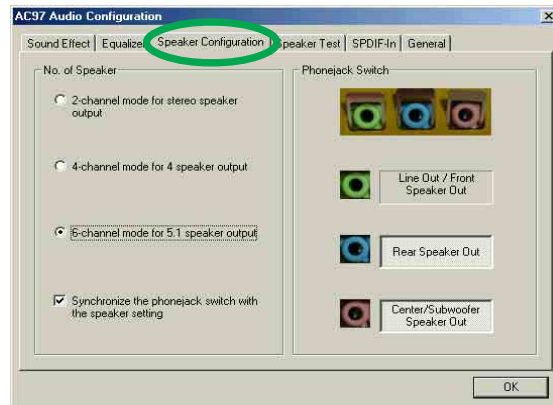 AC97 Audio Configuration
Sound Effect Equalizer Speaker Configuration Speaker Test SPDIF-In General
No. of Speaker
2-channel mode for stereo speaker
output
4-channel mode for 4 speaker output
6-channel mode for 5.1 speaker output
Synchronize the phonejack switch with
the speaker setting
Phonejack Switch
Line Out / Front
Speaker Out
Rear Speaker Out
Center/Subwoofer
Speaker Out
OK